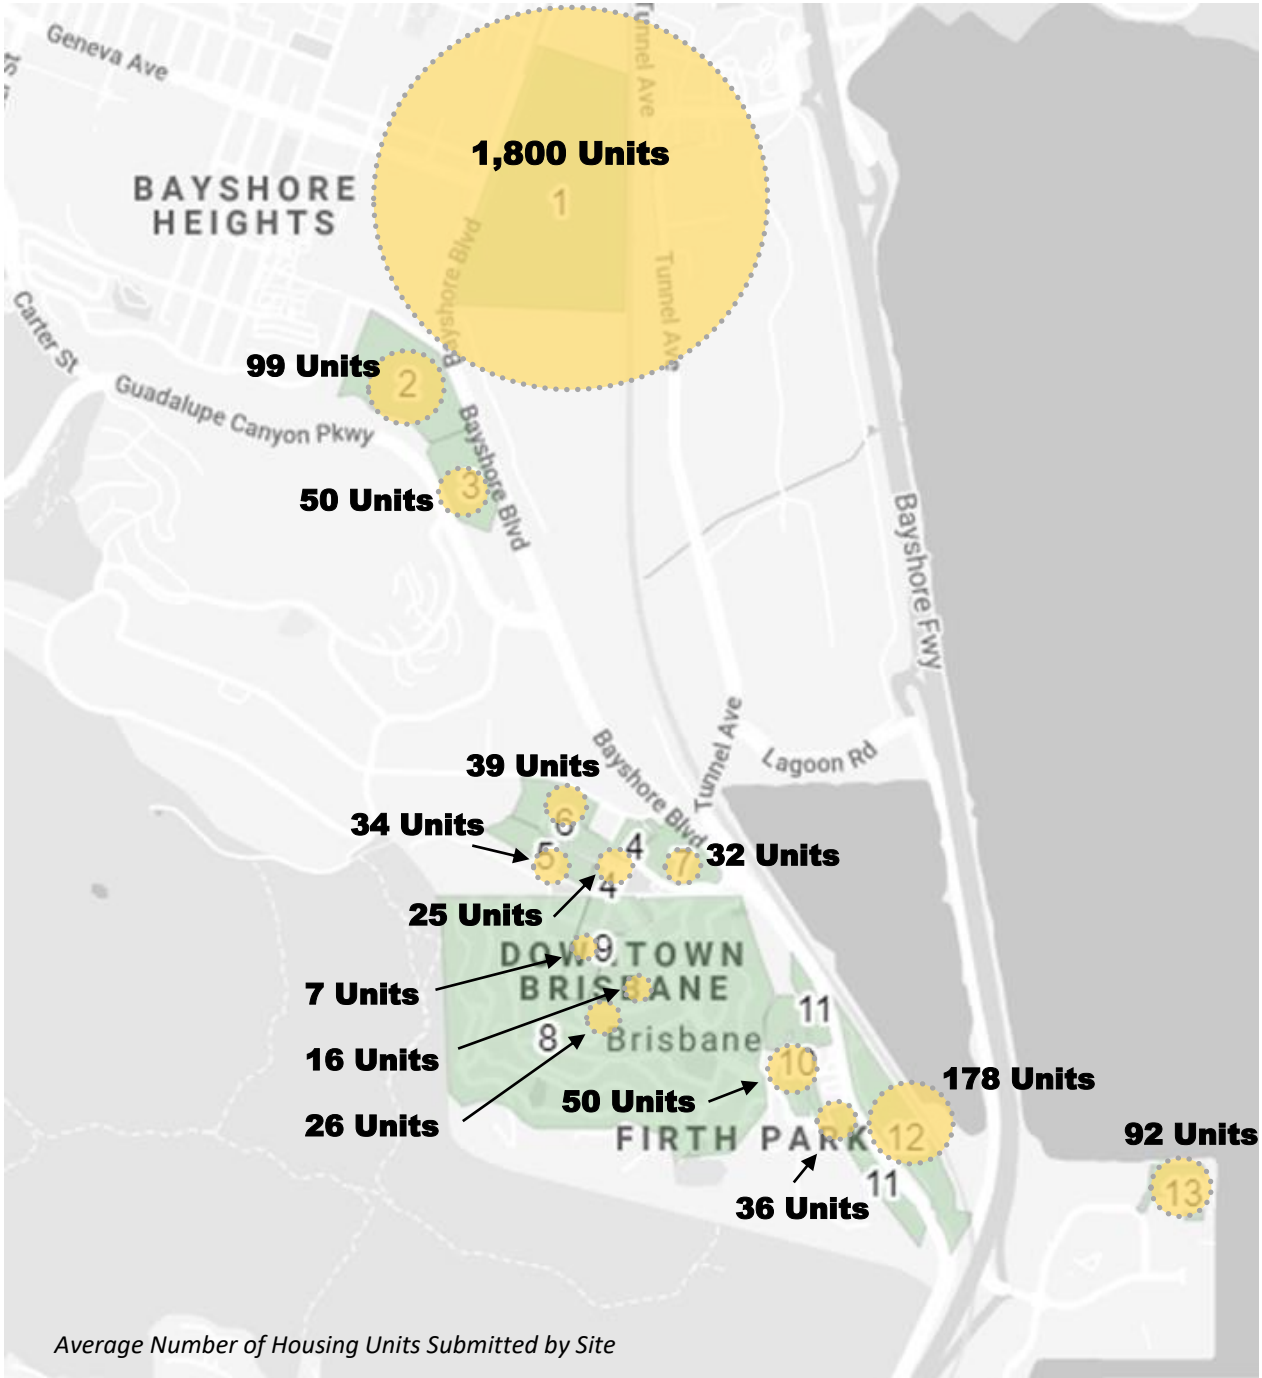 Geneva Ave
St
Tunnel Ave
1,800 Units
1
BAYSHORE
HEIGHTS
Bayshore Blvd
Tunnel Ave
Carter St
99 Units
2
Guadalupe Canyon Pkwy
Bayshore Blvd
3
50 Units
Bayshore Fwy
Tunnel Ave
Bayshore Blvd
Lagoon Rd
39 Units
6
34 Units
5
4
7
32 Units
4
25 Units
9
DOWNTOWN
BRISBANE
7 Units
11
8
Brisbane
16 Units
10
178 Units
50 Units
26 Units
FIRTH PARK
12
92 Units
11
13
36 Units
Average Number of Housing Units Submitted by Site